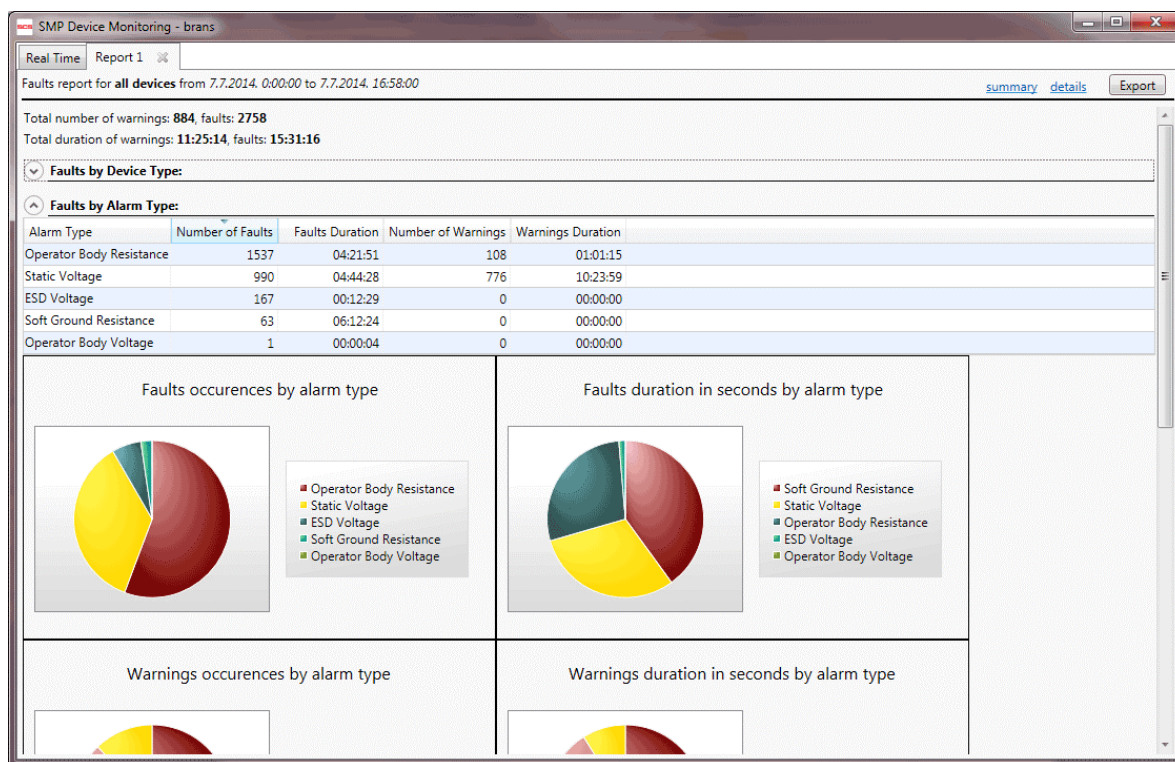 SCS SMP Device Monitoring - brans
Real Time Report 1
Faults report for all devices from 7.7.2014. 0:00:00 to 7.7.2014. 16:58:00 summary details Export
Total number of warnings: 884, faults: 2758
Total duration of warnings: 11:25:14, faults: 15:31:16
Faults by Device Type:
Faults by Alarm Type:
Alarm Type Number of Faults Faults Duration Number of Warnings Warnings Duration
Operator Body Resistance 1537 04:21:51 108 01:01:15
Static Voltage 990 04:44:28 776 10:23:59
ESD Voltage 167 00:12:29 0 00:00:00
Soft Ground Resistance 63 06:12:24 0 00:00:00
Operator Body Voltage 1 00:00:04 0 00:00:00
Faults occurences by alarm type
Operator Body Resistance
Static Voltage
ESD Voltage
Soft Ground Resistance
Operator Body Voltage
Faults duration in seconds by alarm type
Soft Ground Resistance
Static Voltage
Operator Body Resistance
ESD Voltage
Operator Body Voltage
Warnings occurences by alarm type
Warnings duration in seconds by alarm type